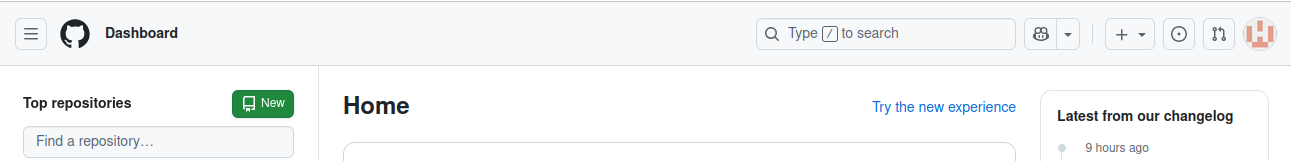 Dashboard
Type / to search
Top repositories
New
Find a repository…
Home
Try the new experience
Latest from our changelog
9 hours ago